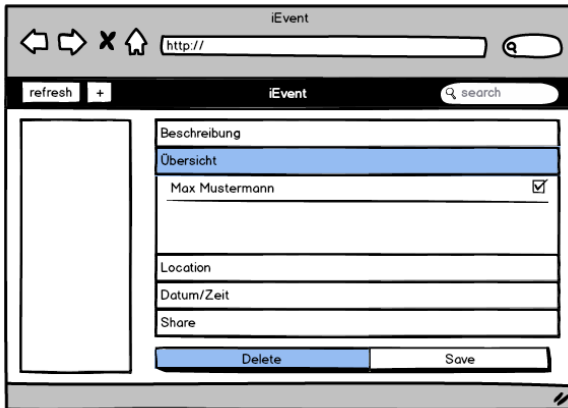 iEvent
http://
refresh + iEvent search
Beschreibung
Übersicht
Max Mustermann
Location
Datum/Zeit
Share
Delete Save